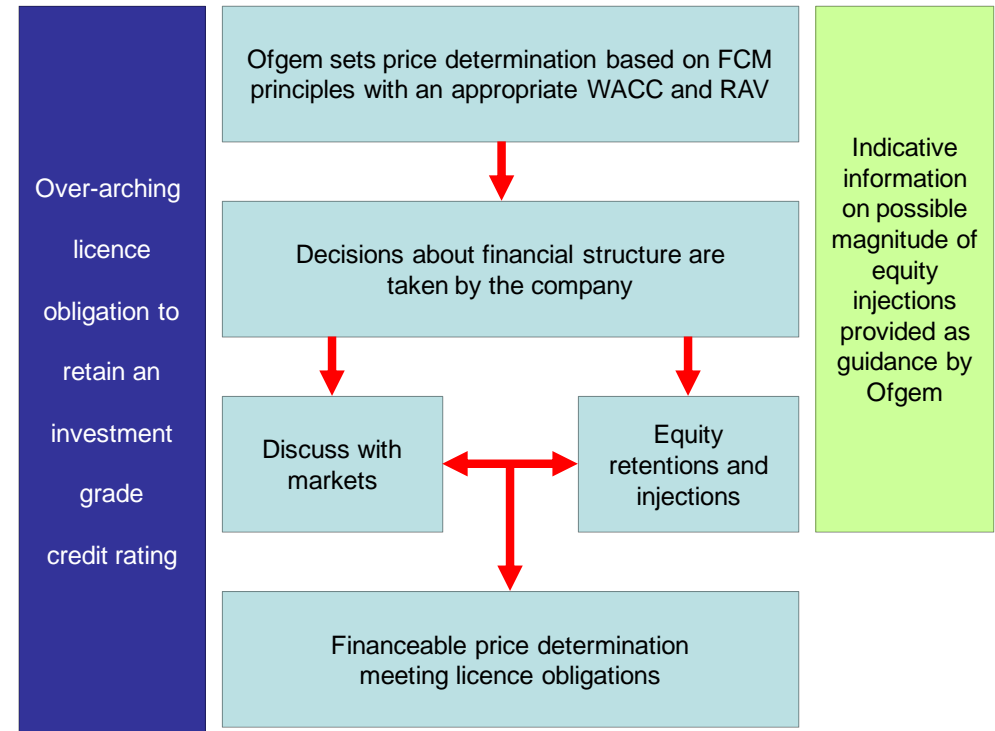 Over-arching
licence
obligation to
retain an
investment
grade
credit rating
Ofgem sets price determination based on FCM
principles with an appropriate WACC and RAV
Decisions about financial structure are
taken by the company
Discuss with
markets
Equity
retentions and
injections
Financeable price determination
meeting licence obligations
Indicative
information
on possible
magnitude of
equity
injections
provided as
guidance by
Ofgem